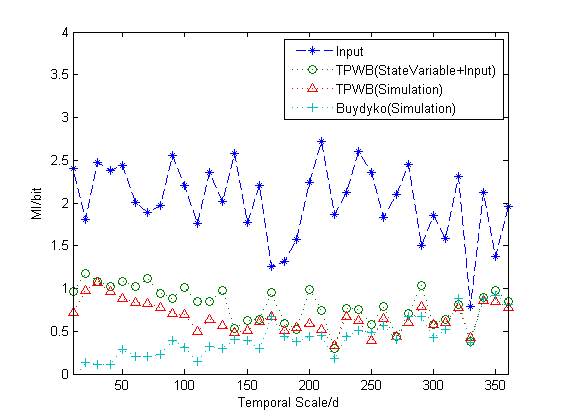 4
3.5
3
2.5
2
1.5
1
0.5
0
MI/bit
Input
TPWB(StateVariable+Input)
TPWB(Simulation)
Buydyko(Simulation)
50 100 150 200 250 300 350
Temporal Scale/d